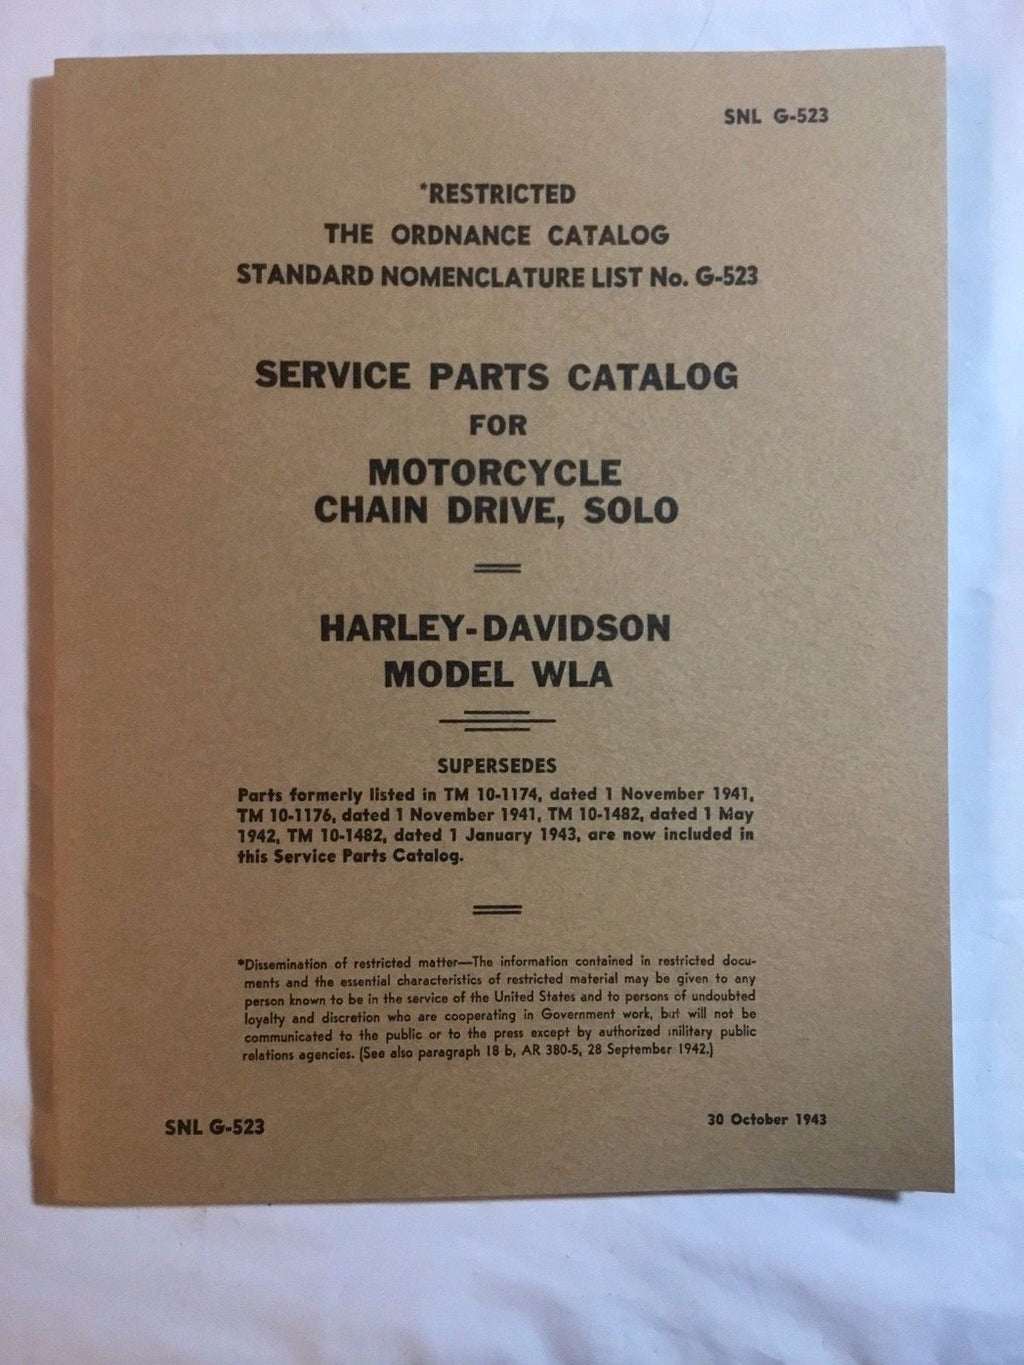 SNL G-523
*RESTRICTED
THE ORDNANCE CATALOG
STANDARD NOMENCLATURE LIST No. G-523
SERVICE PARTS CATALOG
FOR
MOTORCYCLE
CHAIN DRIVE, SOLO
HARLEY-DAVIDSON
MODEL WLA
SUPERSEDES
Parts formerly listed in TM 10-1174, dated 1 November 1941,
TM 10-1176, dated 1 November 1941, TM 10-1482, dated 1 May
1942, TM 10-1482, dated 1 January 1943, are now included in
this Service Parts Catalog.
*Dissemination of restricted matter—The information contained in restricted docu-
ments and the essential characteristics of restricted material may be given to any
person known to be in the service of the United States and to persons of undoubted
loyalty and discretion who are cooperating in Government work, but will not be
communicated to the public or to the press except by authorized military public
relations agencies. (See also paragraph 18 b, AR 380-5, 28 September 1942.)
SNL G-523
30 October 1943